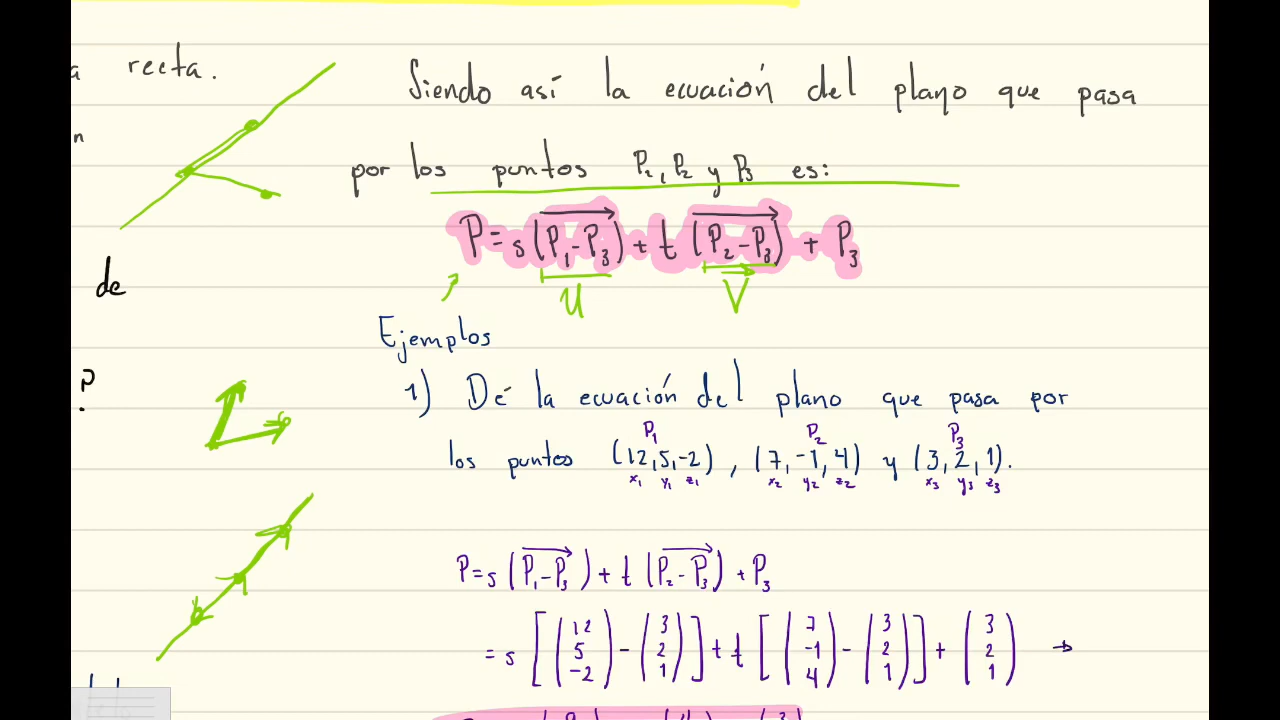 a recta.
Siendo así la ecuación del plano que pasa
n
por los puntos P₂, P₂ y P₃ es:
P = s (P₁ - P₃) + t (P₂ - P₃) + P₃
U V
de
Ejemplos
P
?
1) Dé la ecuación del plano que pasa por
P₁ P₂ P₃
los puntos (12, 5, -2) , (7, -1, 4) y (3, 2, 1).
x₁ y₁ z₁ x₂ y₂ z₂ x₃ y₃ z₃
P = s (P₁ - P₃) + t (P₂ - P₃) + P₃
12 3 7 3 3
= s [( 5 ) - ( 2 )] + t [( -1 ) - ( 2 )] + ( 2 ) →
-2 1 4 1 1